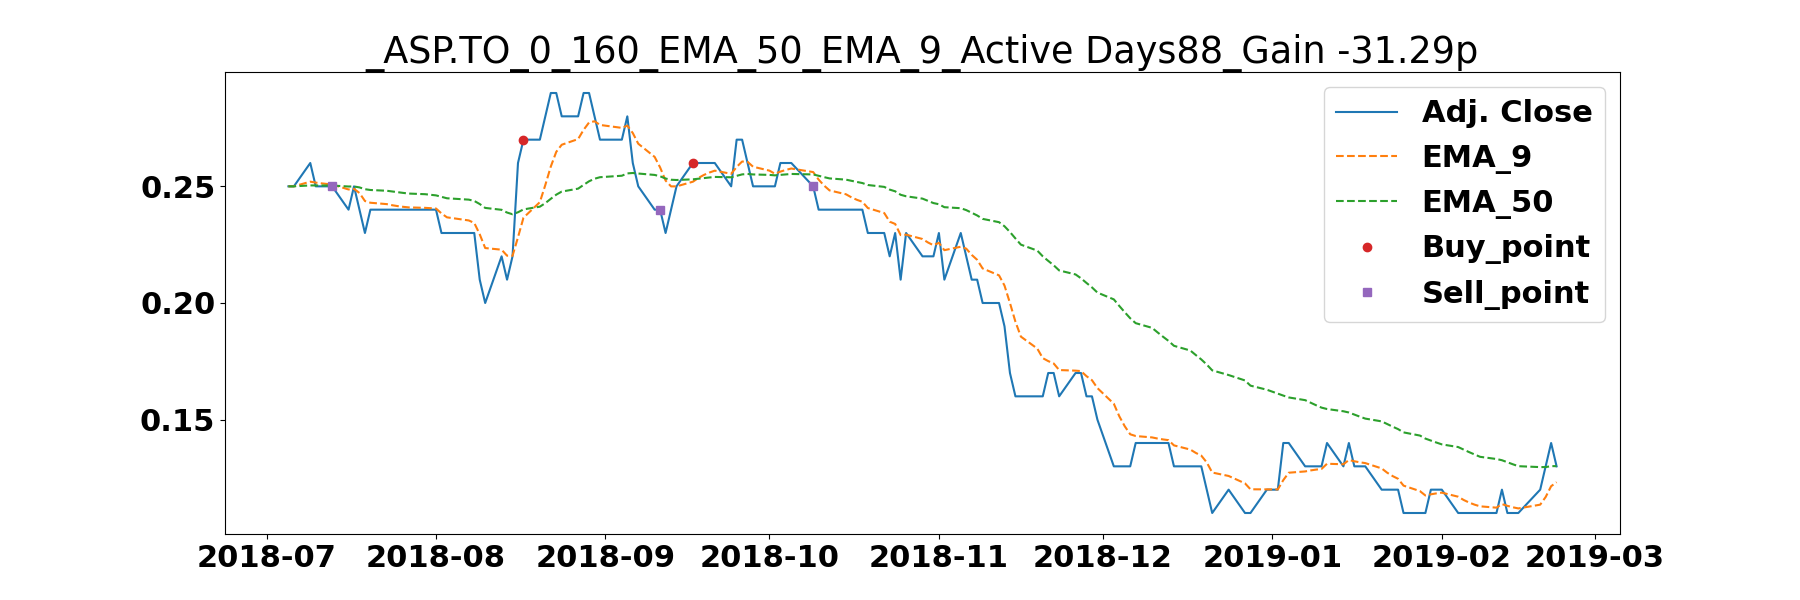 _ASP.TO_0_160_EMA_50_EMA_9_Active Days88_Gain -31.29p
Adj. Close
EMA_9
EMA_50
Buy_point
Sell_point
0.25
0.20
0.15
2018-07 2018-08 2018-09 2018-10 2018-11 2018-12 2019-01 2019-02 2019-03